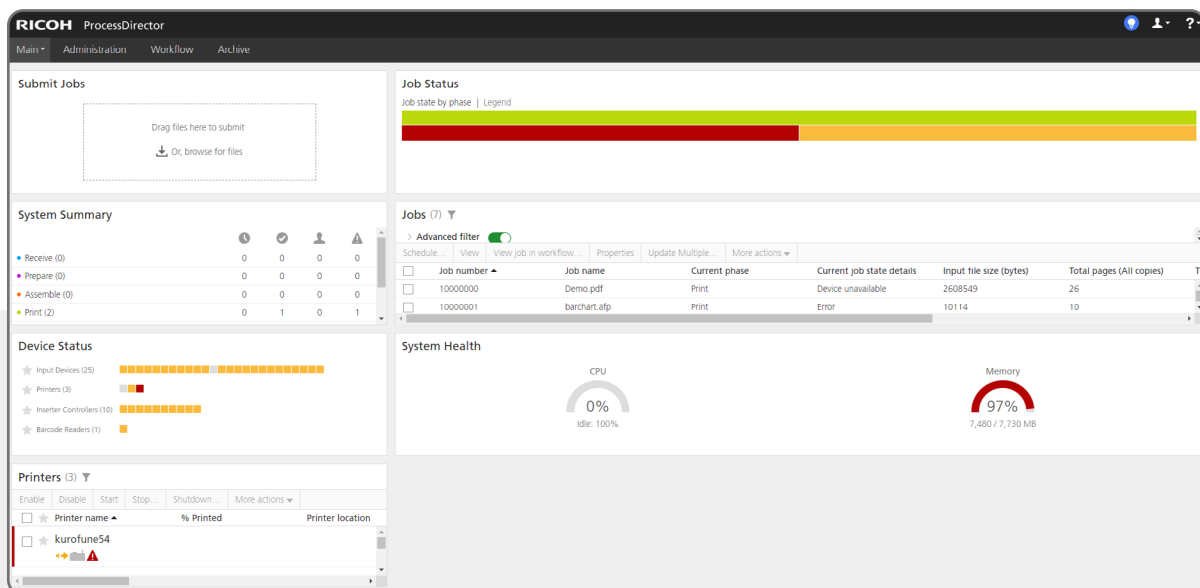 RICOH ProcessDirector
Main Administration Workflow Archive
Submit Jobs
Drag files here to submit
Or, browse for files
Job Status
Job state by phase | Legend
System Summary
Receive (0) 0 0 0 0
Prepare (0) 0 0 0 0
Assemble (0) 0 0 0 0
Print (2) 0 1 0 1
Jobs (7)
Advanced filter
Schedule... View View job in workflow... Properties Update Multiple... More actions
Job number Job name Current phase Current job state details Input file size (bytes) Total pages (All copies) T
10000000 Demo.pdf Print Device unavailable 2608549 26
10000001 barchart.afp Print Error 10114 10
Device Status
Input Devices (25)
Printers (3)
Inserter Controllers (10)
Barcode Readers (1)
System Health
CPU
0%
Idle: 100%
Memory
97%
7,480 / 7,730 MB
Printers (3)
Enable Disable Start Stop... Shutdown... More actions
Printer name % Printed Printer location
kurofune54